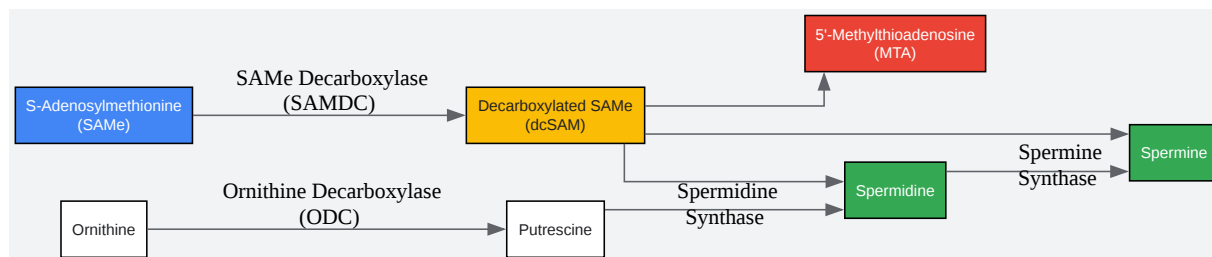 5'-Methylthioadenosine
(MTA)
SAMe Decarboxylase
(SAMDC)
S-Adenosylmethionine
(SAMe)
Decarboxylated SAMe
(dcSAM)
Spermine
Spermine
Synthase
Spermidine
Ornithine Decarboxylase
(ODC)
Spermidine
Synthase
Ornithine
Putrescine